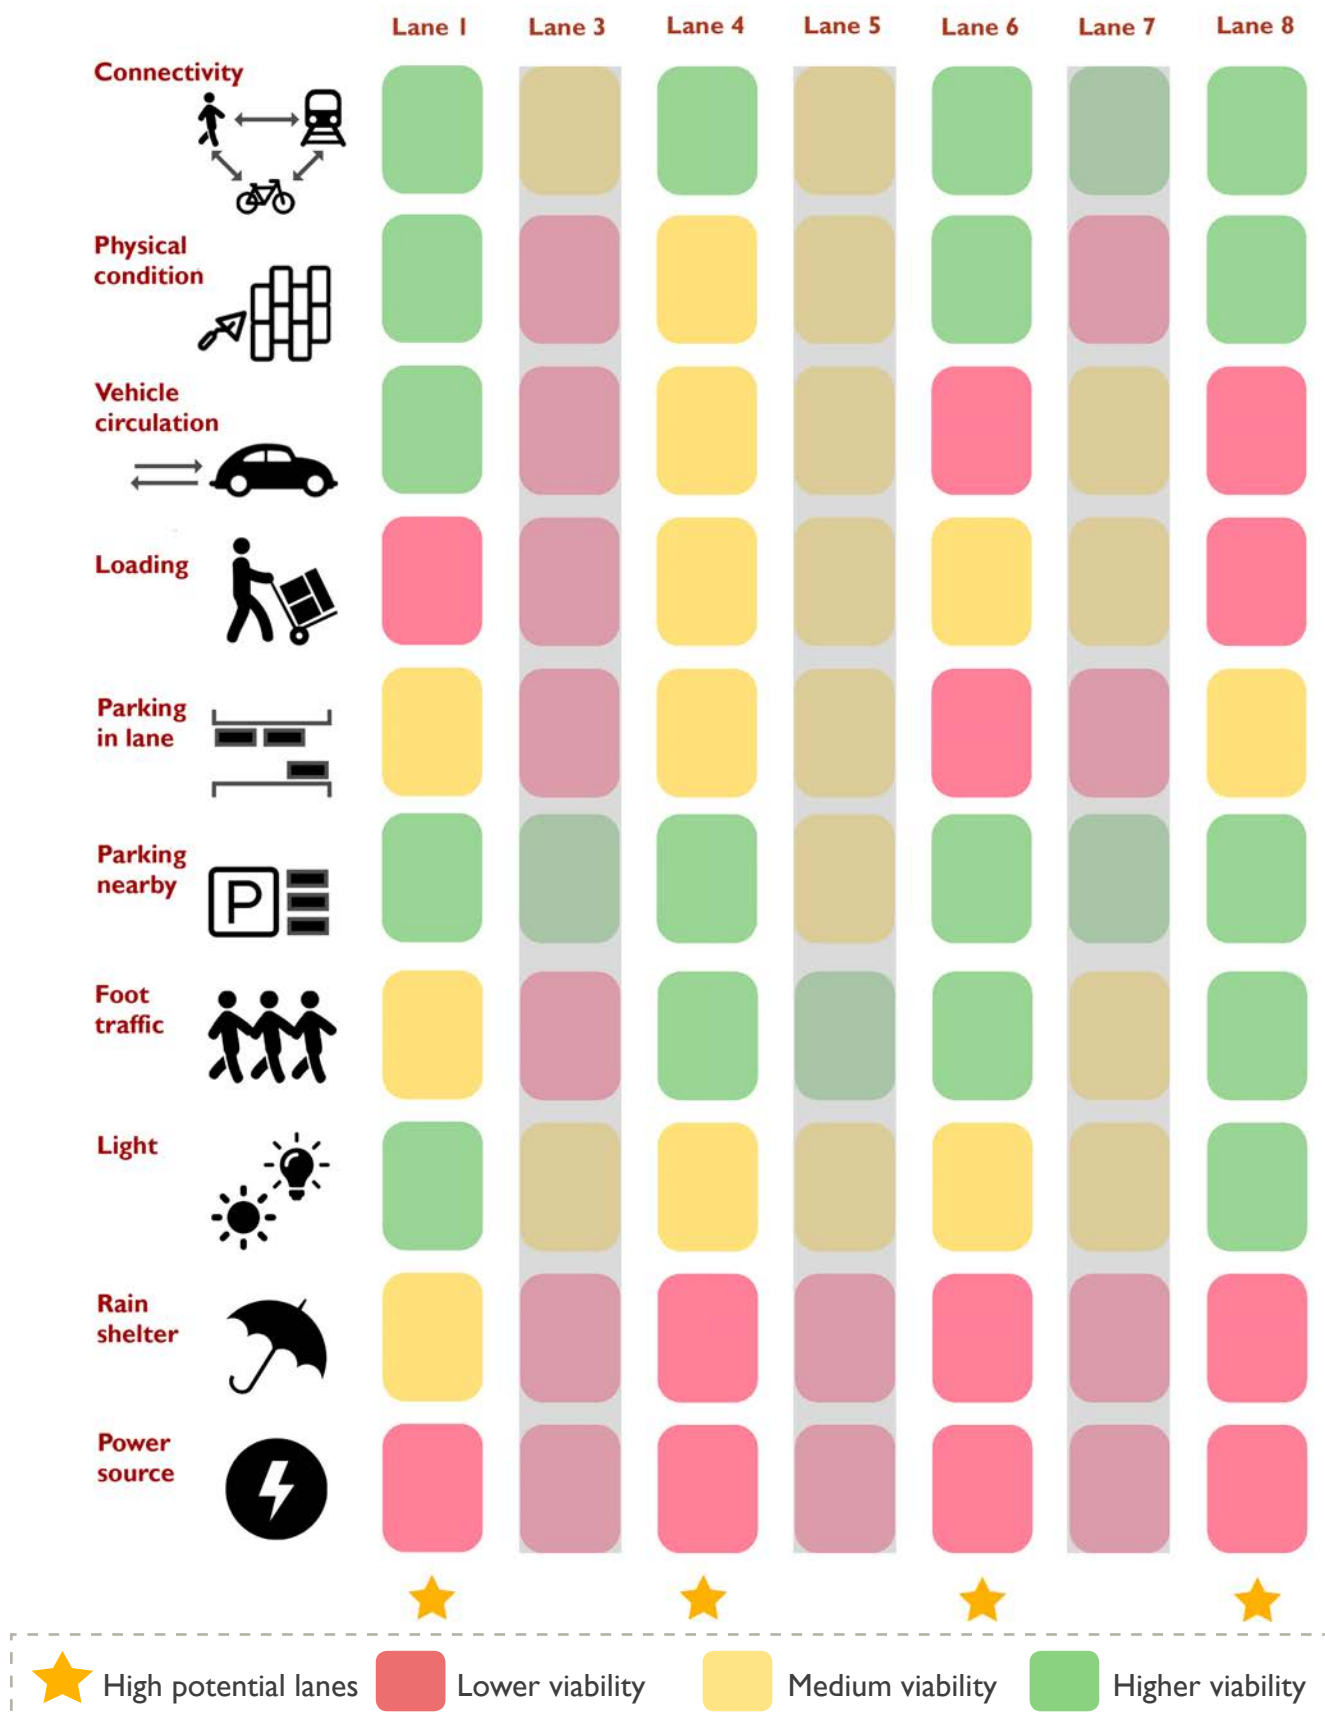 Lane 1 Lane 3 Lane 4 Lane 5 Lane 6 Lane 7 Lane 8
Connectivity
Physical
condition
Vehicle
circulation
Loading
Parking
in lane
Parking
nearby
P
Foot
traffic
Light
Rain
shelter
Power
source
High potential lanes Lower viability Medium viability Higher viability